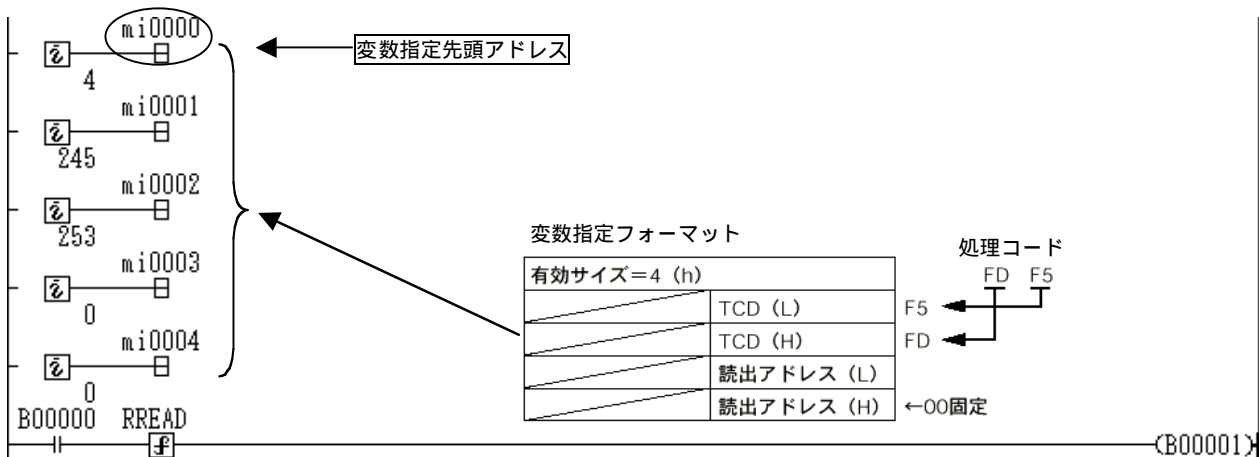 mi0000
変数指定先頭アドレス
4
mi0001
245
mi0002
253
mi0003
0
mi0004
0
変数指定フォーマット
処理コード
FD F5
有効サイズ=4 (h)
TCD (L) F5
TCD (H) FD
読出アドレス (L)
読出アドレス (H) ←00固定
B00000 RREAD
f
(B00001)